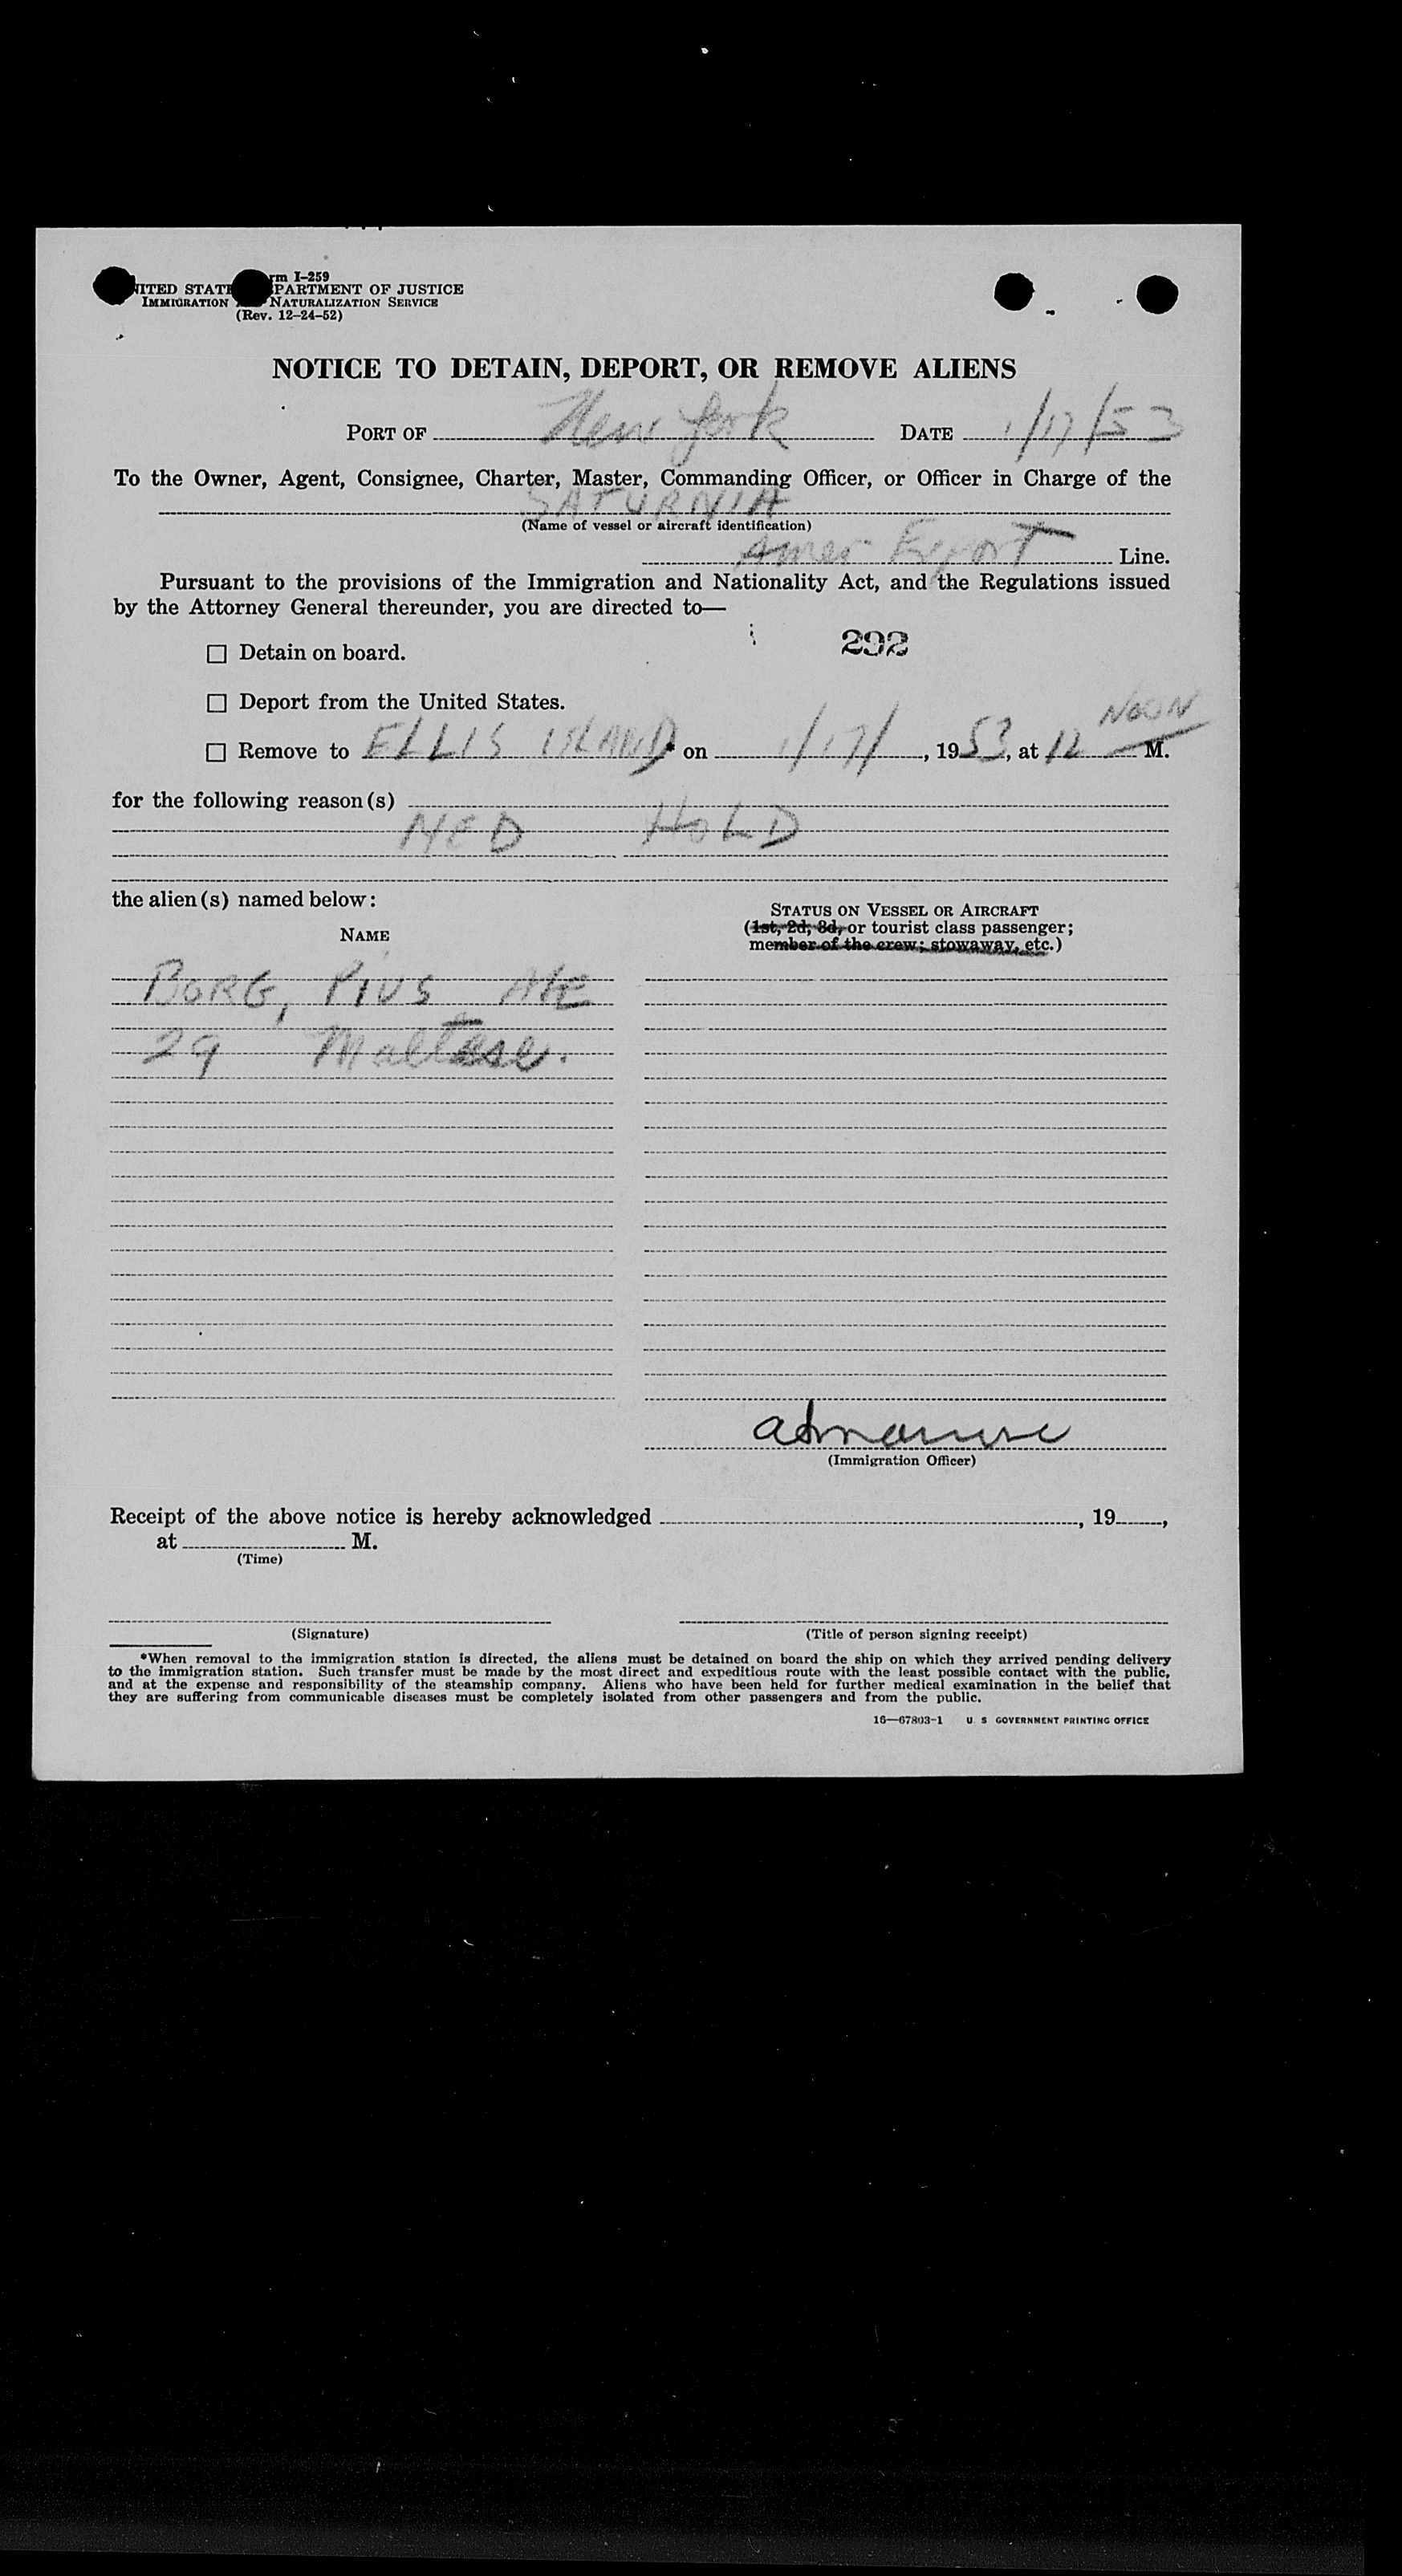 rm I-259
NITED STATE PARTMENT OF JUSTICE
IMMIGRATION NATURALIZATION SERVICE
(Rev. 12-24-52)
NOTICE TO DETAIN, DEPORT, OR REMOVE ALIENS
PORT OF New York DATE 1/17/53
To the Owner, Agent, Consignee, Charter, Master, Commanding Officer, or Officer in Charge of the
SATURNIA
(Name of vessel or aircraft identification)
Amer Export Line.
Pursuant to the provisions of the Immigration and Nationality Act, and the Regulations issued
by the Attorney General thereunder, you are directed to—
292
☐ Detain on board.
☐ Deport from the United States.
☐ Remove to ELLIS ISLAND* on 1/17/, 1953, at 12 NOON M.
for the following reason(s)
MED HOLD
the alien(s) named below:
STATUS ON VESSEL OR AIRCRAFT
NAME
(1st, 2d, 3d, or tourist class passenger;
member of the crew; stowaway, etc.)
BORG, PIUS
29 Maltese.
(Immigration Officer)
Receipt of the above notice is hereby acknowledged , 19 ,
at M.
(Time)
(Signature) (Title of person signing receipt)
*When removal to the immigration station is directed, the aliens must be detained on board the ship on which they arrived pending delivery
to the immigration station. Such transfer must be made by the most direct and expeditious route with the least possible contact with the public,
and at the expense and responsibility of the steamship company. Aliens who have been held for further medical examination in the belief that
they are suffering from communicable diseases must be completely isolated from other passengers and from the public.
16—67803-1 U. S GOVERNMENT PRINTING OFFICE